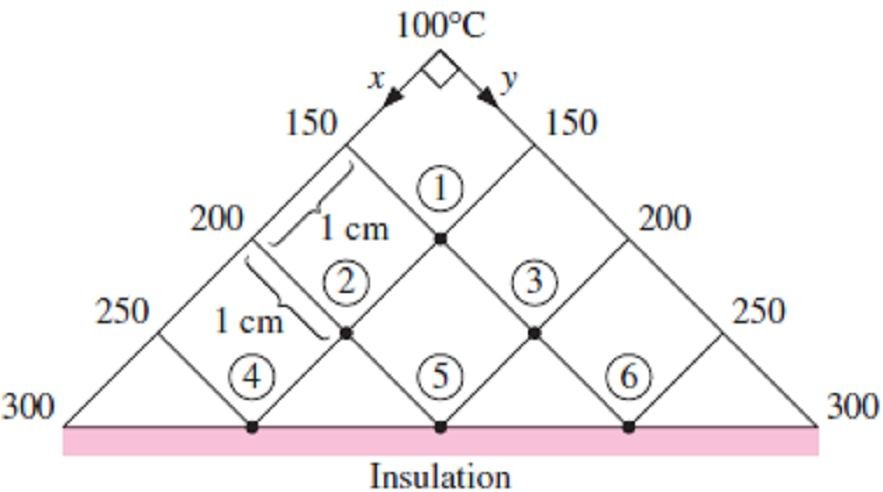 100°C
x y
150 150
①
200 1 cm 200
② ③
250 1 cm 250
④ ⑤ ⑥
300 300
Insulation